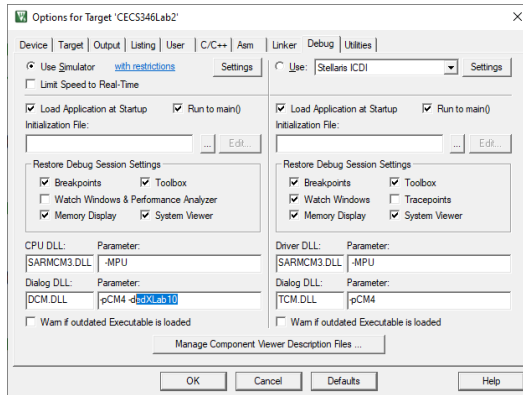 Options for Target 'CECS346Lab2'
Device Target Output Listing User C/C++ Asm Linker Debug Utilities
Use Simulator with restrictions Settings
Limit Speed to Real-Time
Use: Stellaris ICDI Settings
Load Application at Startup Run to main()
Initialization File:
... Edit...
Load Application at Startup Run to main()
Initialization File:
... Edit...
Restore Debug Session Settings
Breakpoints Toolbox
Watch Windows & Performance Analyzer
Memory Display System Viewer
Restore Debug Session Settings
Breakpoints Toolbox
Watch Windows Tracepoints
Memory Display System Viewer
CPU DLL: Parameter:
SARMCM3.DLL -MPU
Dialog DLL: Parameter:
DCM.DLL -pCM4 -dedXLab10
Warn if outdated Executable is loaded
Driver DLL: Parameter:
SARMCM3.DLL -MPU
Dialog DLL: Parameter:
TCM.DLL -pCM4
Warn if outdated Executable is loaded
Manage Component Viewer Description Files ...
OK Cancel Defaults Help